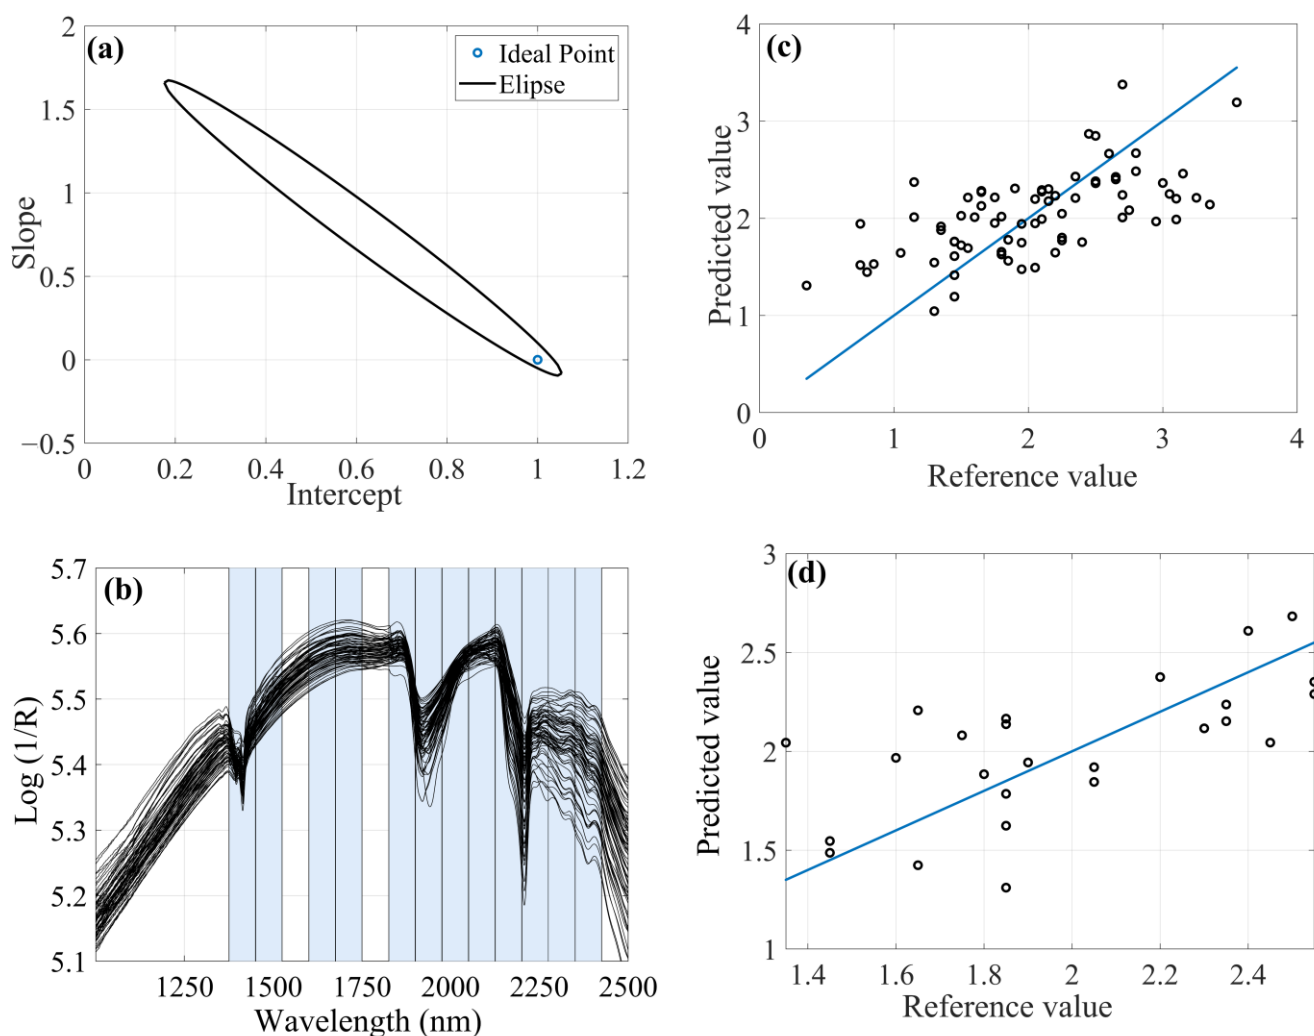 (a)
2
1.5
1
0.5
0
−0.5
Slope
0 0.2 0.4 0.6 0.8 1 1.2
Intercept
Ideal Point
Elipse
(c)
4
3
2
1
0
Predicted value
0 1 2 3 4
Reference value
(b)
5.7
5.6
5.5
5.4
5.3
5.2
5.1
Log (1/R)
1250 1500 1750 2000 2250 2500
Wavelength (nm)
(d)
3
2.5
2
1.5
1
Predicted value
1.4 1.6 1.8 2 2.2 2.4
Reference value